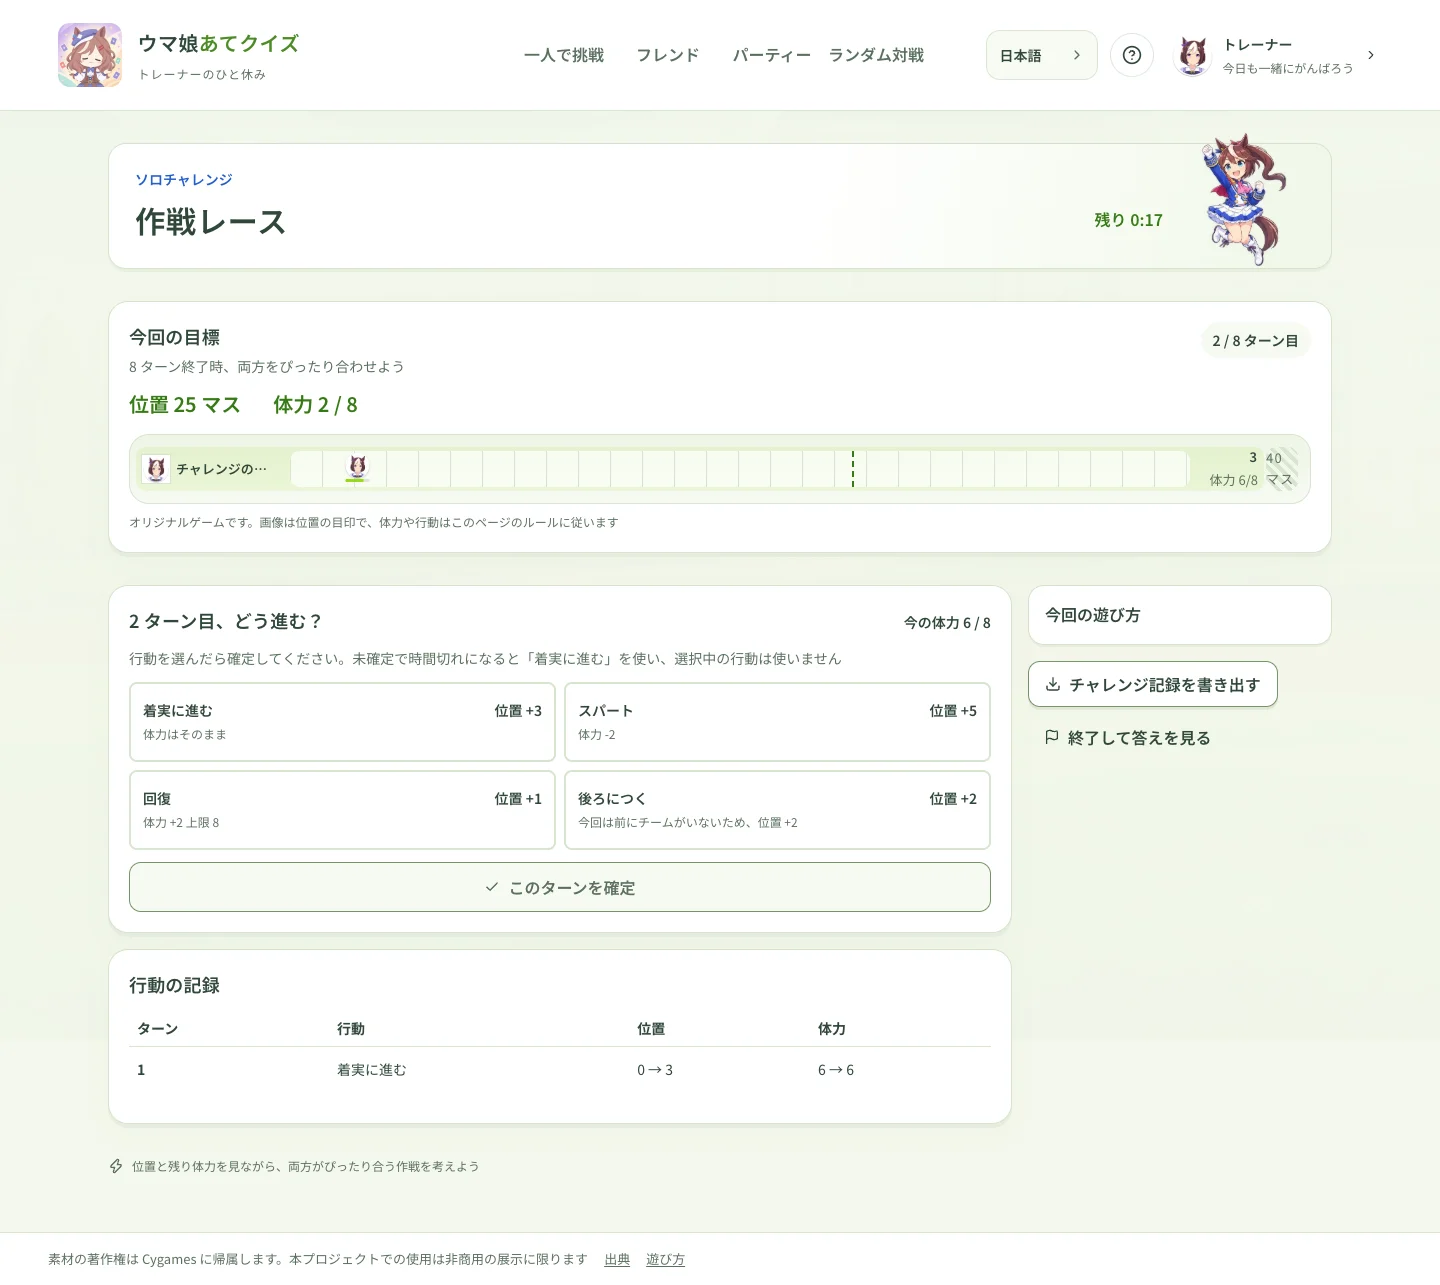 ウマ娘あてクイズ
トレーナーのひと休み
一人で挑戦
フレンド
パーティー
ランダム対戦
日本語
トレーナー
今日も一緒にがんばろう
ソロチャレンジ
作戦レース
残り 0:17
今回の目標
2 / 8 ターン目
8 ターン終了時、両方をぴったり合わせよう
位置 25 マス 体力 2 / 8
チャレンジの…
3
体力 6/8
40
マス
オリジナルゲームです。画像は位置の目印で、体力や行動はこのページのルールに従います
2 ターン目、どう進む？
今の体力 6 / 8
行動を選んだら確定してください。未確定で時間切れになると「着実に進む」を使い、選択中の行動は使いません
着実に進む
位置 +3
体力はそのまま
スパート
位置 +5
体力 -2
回復
位置 +1
体力 +2 上限 8
後ろにつく
位置 +2
今回は前にチームがいないため、位置 +2
このターンを確定
今回の遊び方
チャレンジ記録を書き出す
終了して答えを見る
行動の記録
ターン 行動 位置 体力
1 着実に進む 0 → 3 6 → 6
位置と残り体力を見ながら、両方がぴったり合う作戦を考えよう
素材の著作権は Cygames に帰属します。本プロジェクトでの使用は非商用の展示に限ります 出典 遊び方